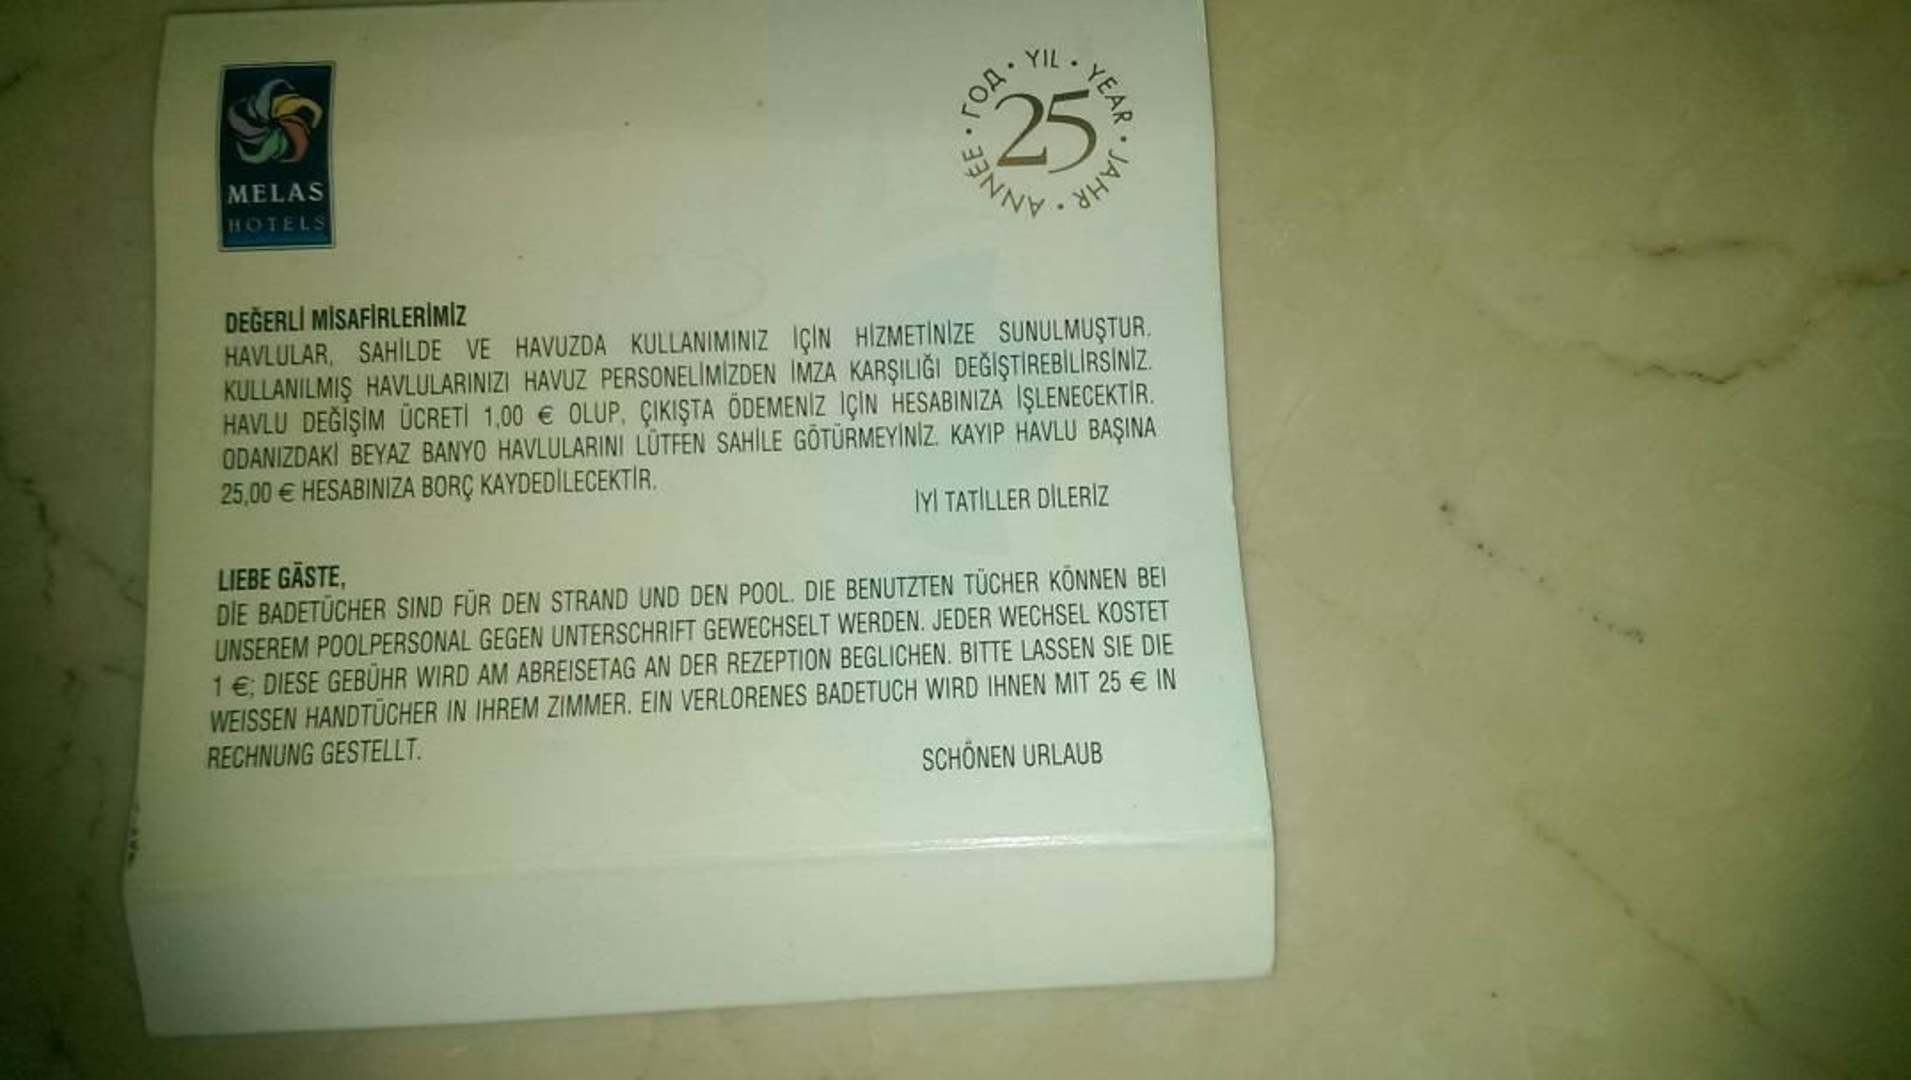 MELAS
HOTELS
ГОД · YIL · YEAR · JAHR · ANNÉE ·
25
DEĞERLİ MİSAFİRLERİMİZ
HAVLULAR, SAHİLDE VE HAVUZDA KULLANIMINIZ İÇİN HİZMETİNİZE SUNULMUŞTUR.
KULLANILMIŞ HAVLULARINIZI HAVUZ PERSONELİMİZDEN İMZA KARŞILIĞI DEĞİŞTİREBİLİRSİNİZ.
HAVLU DEĞİŞİM ÜCRETİ 1,00 € OLUP, ÇIKIŞTA ÖDEMENİZ İÇİN HESABINIZA İŞLENECEKTİR.
ODANIZDAKİ BEYAZ BANYO HAVLULARINI LÜTFEN SAHİLE GÖTÜRMEYİNİZ. KAYIP HAVLU BAŞINA
25,00 € HESABINIZA BORÇ KAYDEDİLECEKTİR.
İYİ TATİLLER DİLERİZ
LIEBE GÄSTE,
DİE BADETÜCHER SIND FÜR DEN STRAND UND DEN POOL. DIE BENUTZTEN TÜCHER KÖNNEN BEI
UNSEREM POOLPERSONAL GEGEN UNTERSCHRIFT GEWECHSELT WERDEN. JEDER WECHSEL KOSTET
1 €; DIESE GEBÜHR WIRD AM ABREISETAG AN DER REZEPTION BEGLICHEN. BITTE LASSEN SIE DIE
WEISSEN HANDTÜCHER IN IHREM ZIMMER. EIN VERLORENES BADETUCH WIRD IHNEN MIT 25 € IN
RECHNUNG GESTELLT.
SCHÖNEN URLAUB